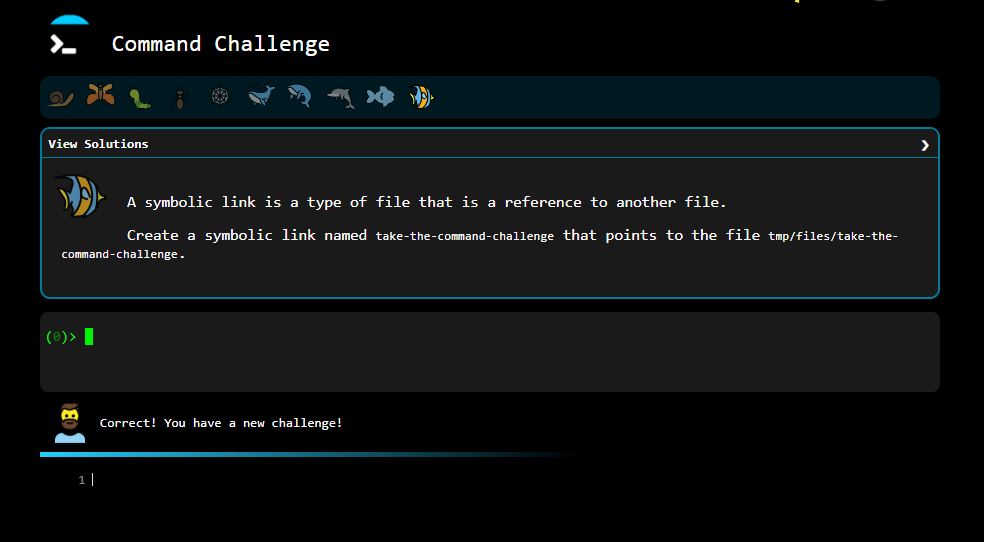 Command Challenge
View Solutions
A symbolic link is a type of file that is a reference to another file.
Create a symbolic link named take-the-command-challenge that points to the file tmp/files/take-the-
command-challenge.
(0)>
Correct! You have a new challenge!
1